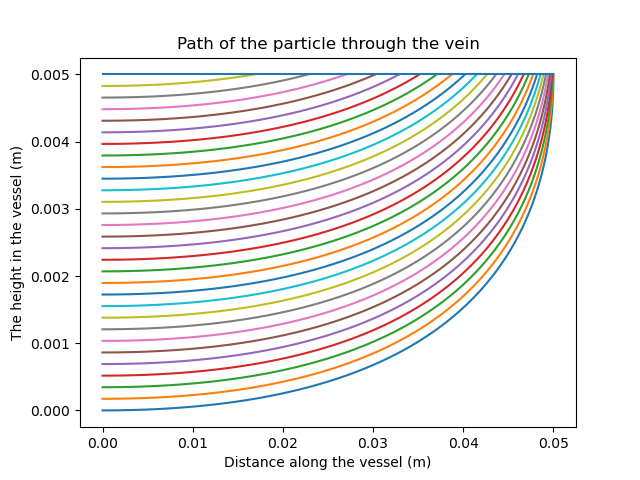 Path of the particle through the vein
0.005
0.004
0.003
0.002
0.001
0.000
The height in the vessel (m)
0.00 0.01 0.02 0.03 0.04 0.05
Distance along the vessel (m)